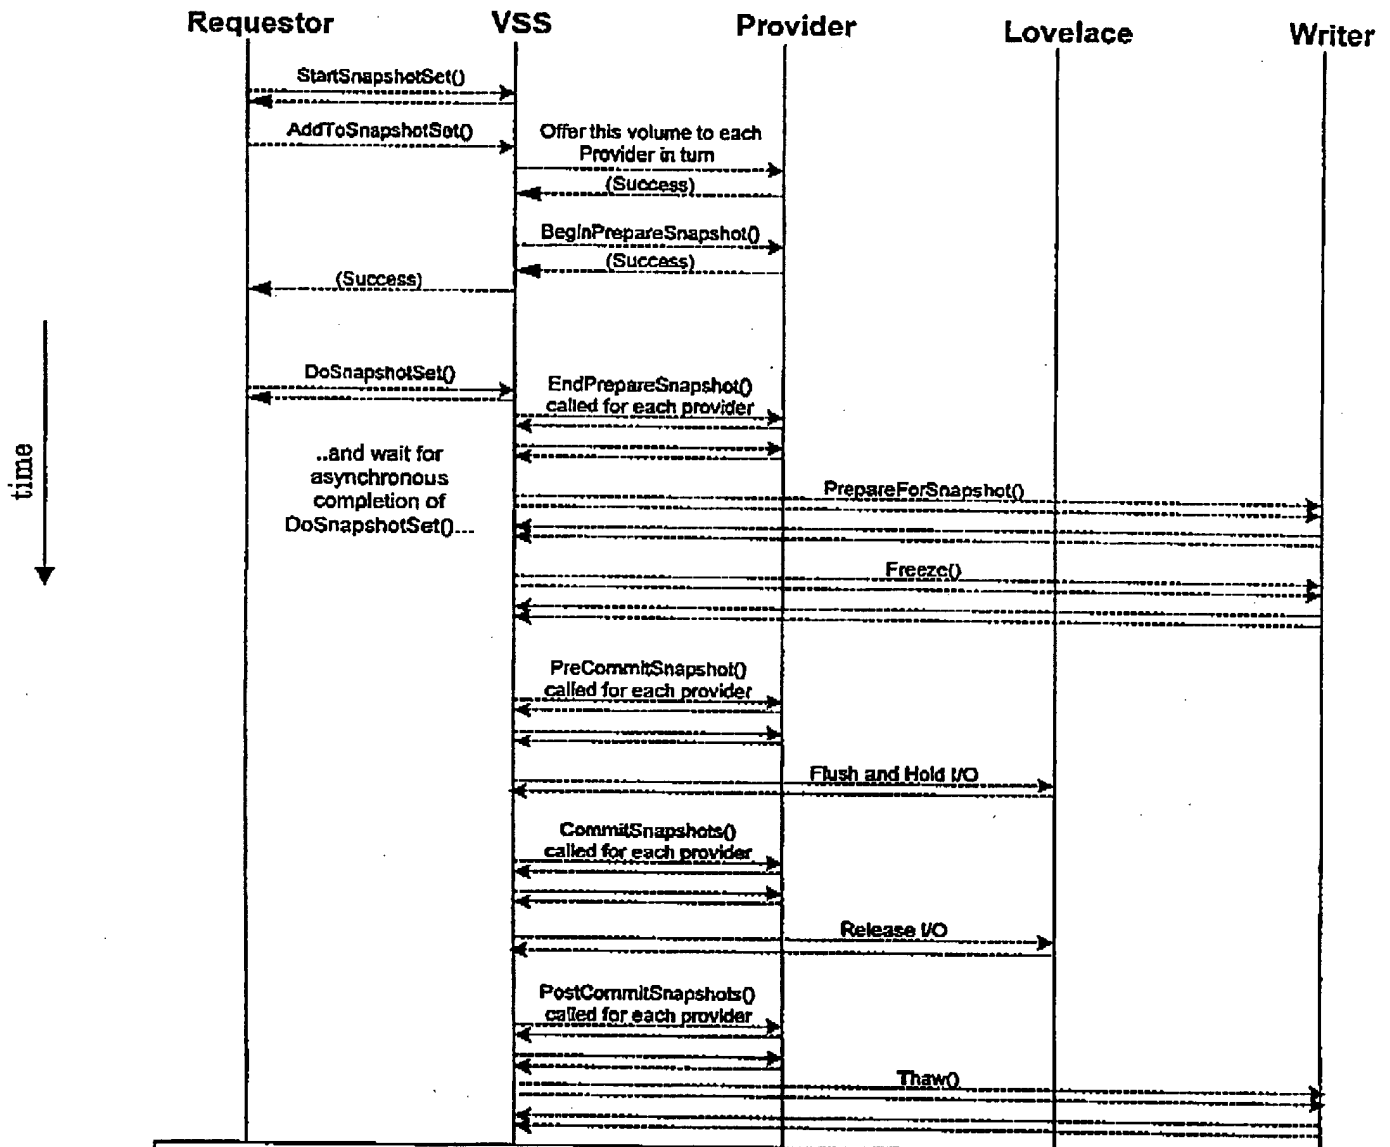 Requestor VSS Provider Lovelace Writer
StartSnapshotSet()
AddToSnapshotSet()
Offer this volume to each
Provider in turn
(Success)
BeginPrepareSnapshot()
(Success)
(Success)
time
DoSnapshotSet()
EndPrepareSnapshot()
called for each provider
..and wait for
asynchronous
completion of
DoSnapshotSet()...
PrepareForSnapshot()
Freeze()
PreCommitSnapshot()
called for each provider
Flush and Hold I/O
CommitSnapshots()
called for each provider
Release I/O
PostCommitSnapshots()
called for each provider
Thaw()